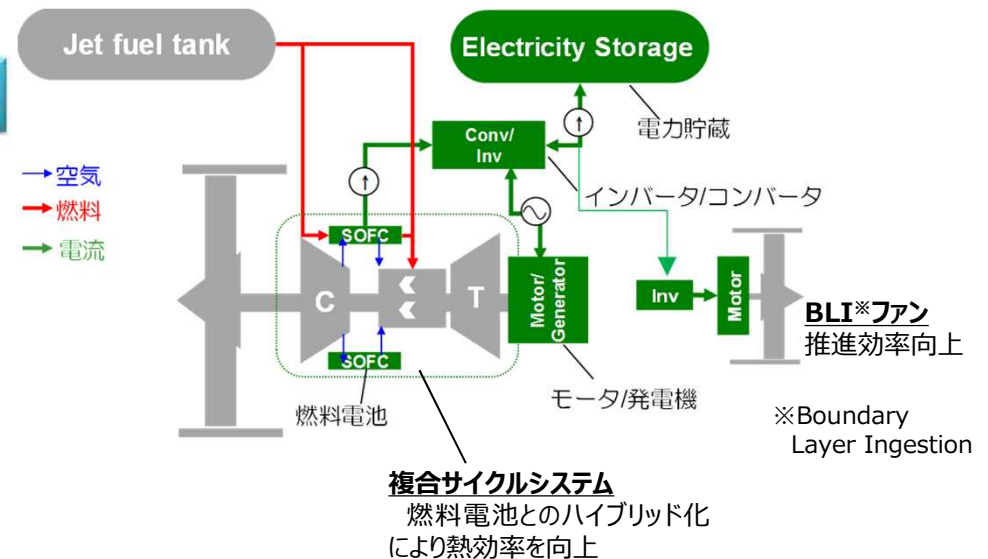 Jet fuel tank
Electricity Storage
電力貯蔵
Conv/
Inv
インバータ/コンバータ
空気
燃料
電流
SOFC
C
T
Motor/
Generator
Inv
Motor
BLI※ファン
推進効率向上
SOFC
燃料電池
モータ/発電機
※Boundary
Layer Ingestion
複合サイクルシステム
燃料電池とのハイブリッド化
により熱効率を向上